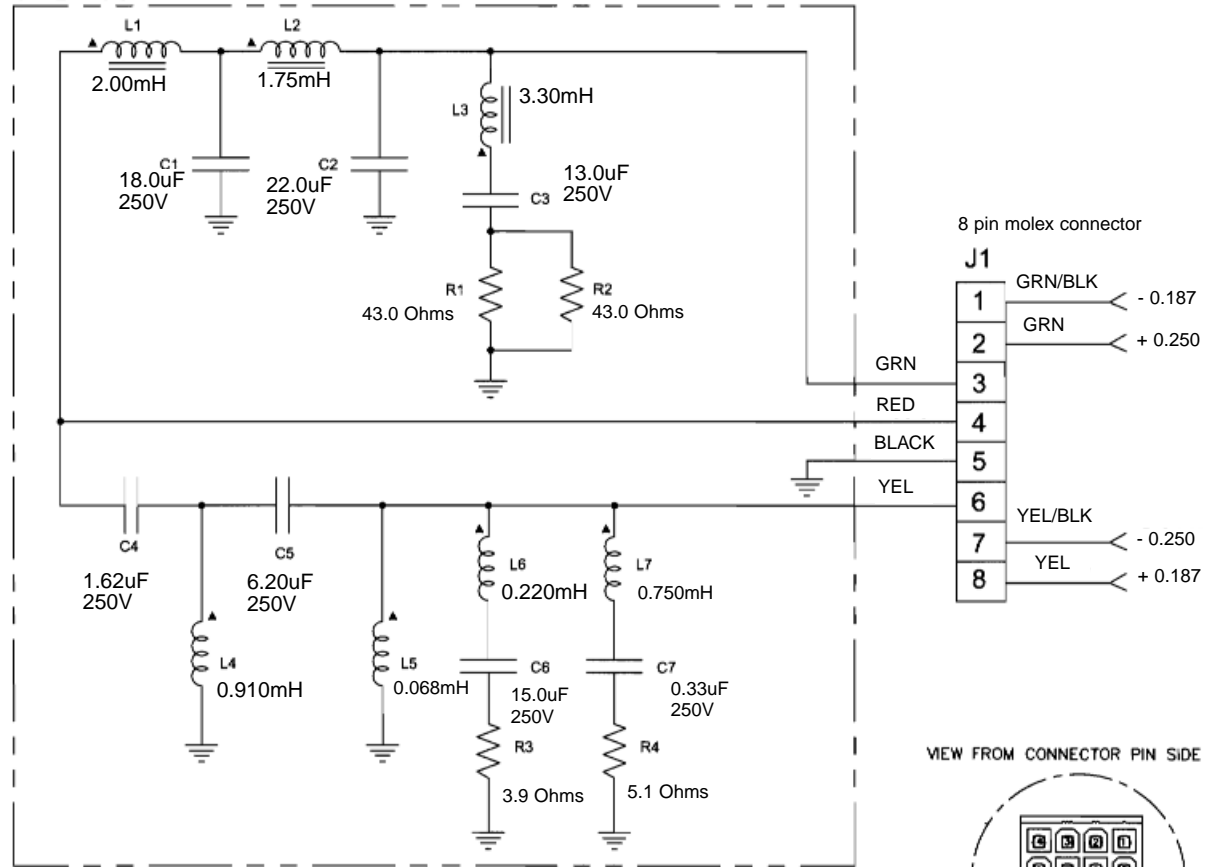 L1
2.00mH
L2
1.75mH
L3
3.30mH
C1
18.0uF
250V
C2
22.0uF
250V
13.0uF
250V
C3
R1
43.0 Ohms
R2
43.0 Ohms
8 pin molex connector
J1
1
GRN/BLK
- 0.187
2
GRN
+ 0.250
GRN
3
RED
4
BLACK
5
YEL
6
YEL/BLK
7
- 0.250
YEL
8
+ 0.187
C4
1.62uF
250V
C5
6.20uF
250V
L4
0.910mH
L5
0.068mH
L6
0.220mH
L7
0.750mH
C6
15.0uF
250V
C7
0.33uF
250V
R3
3.9 Ohms
R4
5.1 Ohms
VIEW FROM CONNECTOR PIN SIDE
4 3 2 1